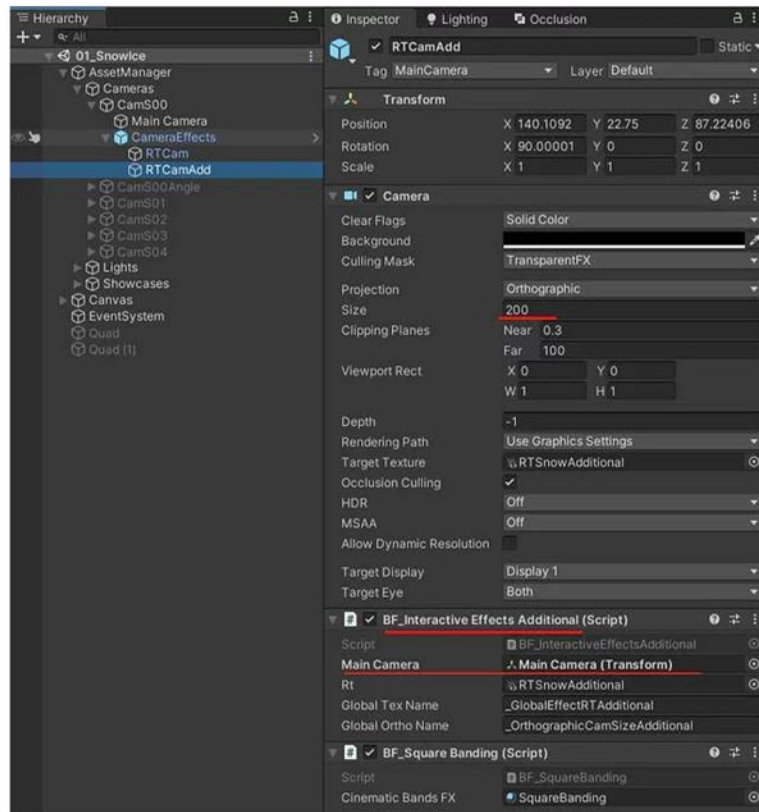 Hierarchy
All
01_SnowIce
AssetManager
Cameras
CamS00
Main Camera
CameraEffects
RTCam
RTCamAdd
CamS00Angle
CamS01
CamS02
CamS03
CamS04
Lights
Showcases
Canvas
EventSystem
Quad
Quad (1)
Inspector Lighting Occlusion
RTCamAdd Static
Tag MainCamera Layer Default
Transform
Position X 140.1092 Y 22.75 Z 87.22406
Rotation X 90.00001 Y 0 Z 0
Scale X 1 Y 1 Z 1
Camera
Clear Flags Solid Color
Background
Culling Mask TransparentFX
Projection Orthographic
Size 200
Clipping Planes Near 0.3
Far 100
Viewport Rect X 0 Y 0
W 1 H 1
Depth -1
Rendering Path Use Graphics Settings
Target Texture RTSnowAdditional
Occlusion Culling
HDR Off
MSAA Off
Allow Dynamic Resolution
Target Display Display 1
Target Eye Both
# BF_Interactive Effects Additional (Script)
Script BF_InteractiveEffectsAdditional
Main Camera Main Camera (Transform)
Rt RTSnowAdditional
Global Tex Name _GlobalEffectRTAdditional
Global Ortho Name _OrthographicCamSizeAdditional
# BF_Square Banding (Script)
Script BF_SquareBanding
Cinematic Bands FX SquareBanding